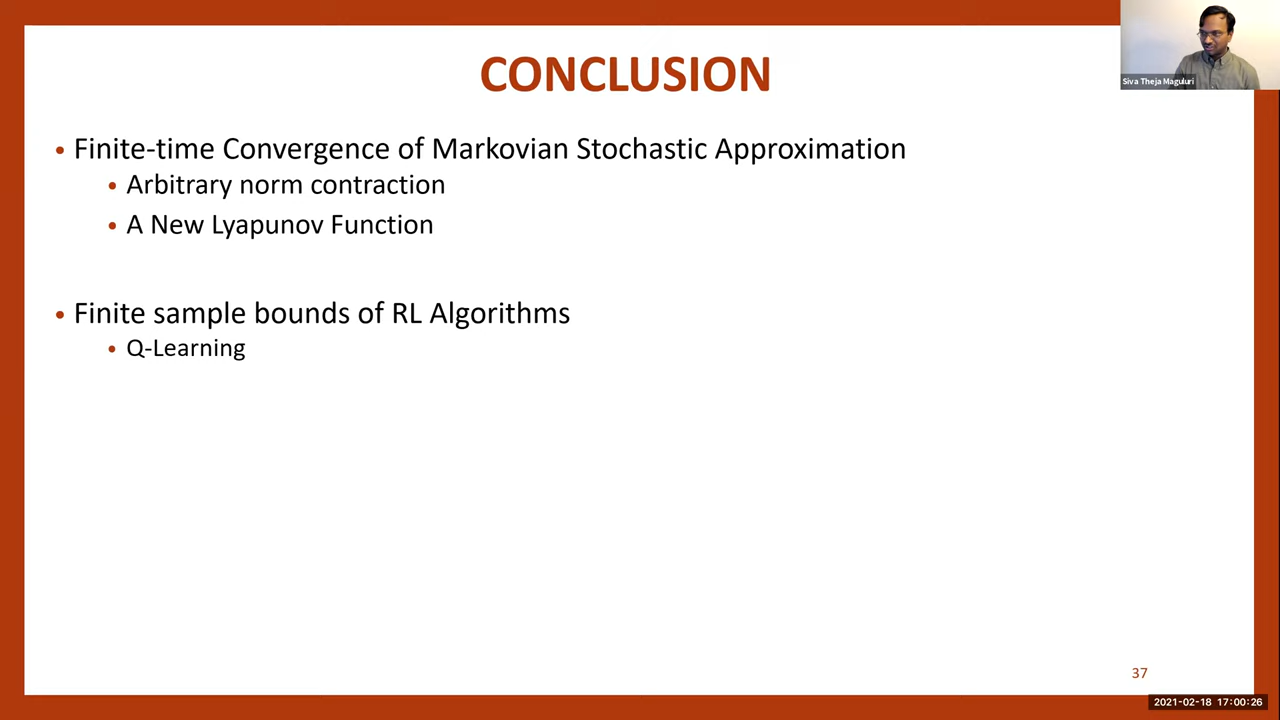 CONCLUSION
Siva Theja Maguluri
• Finite-time Convergence of Markovian Stochastic Approximation
• Arbitrary norm contraction
• A New Lyapunov Function
• Finite sample bounds of RL Algorithms
• Q-Learning
37
2021-02-18 17:00:26